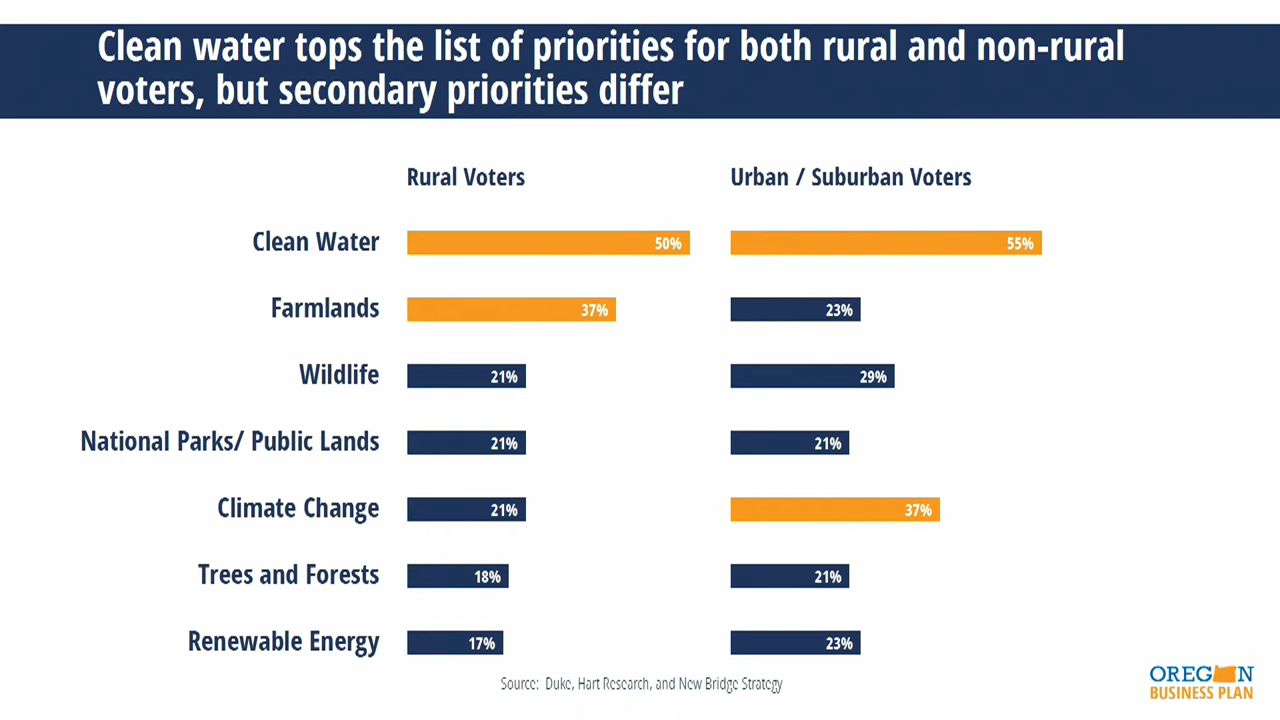 Clean water tops the list of priorities for both rural and non-rural
voters, but secondary priorities differ
Rural Voters
Urban / Suburban Voters
Clean Water 50% 55%
Farmlands 37% 23%
Wildlife 21% 29%
National Parks/ Public Lands 21% 21%
Climate Change 21% 37%
Trees and Forests 18% 21%
Renewable Energy 17% 23%
Source: Duke, Hart Research, and New Bridge Strategy
OREGON
BUSINESS PLAN